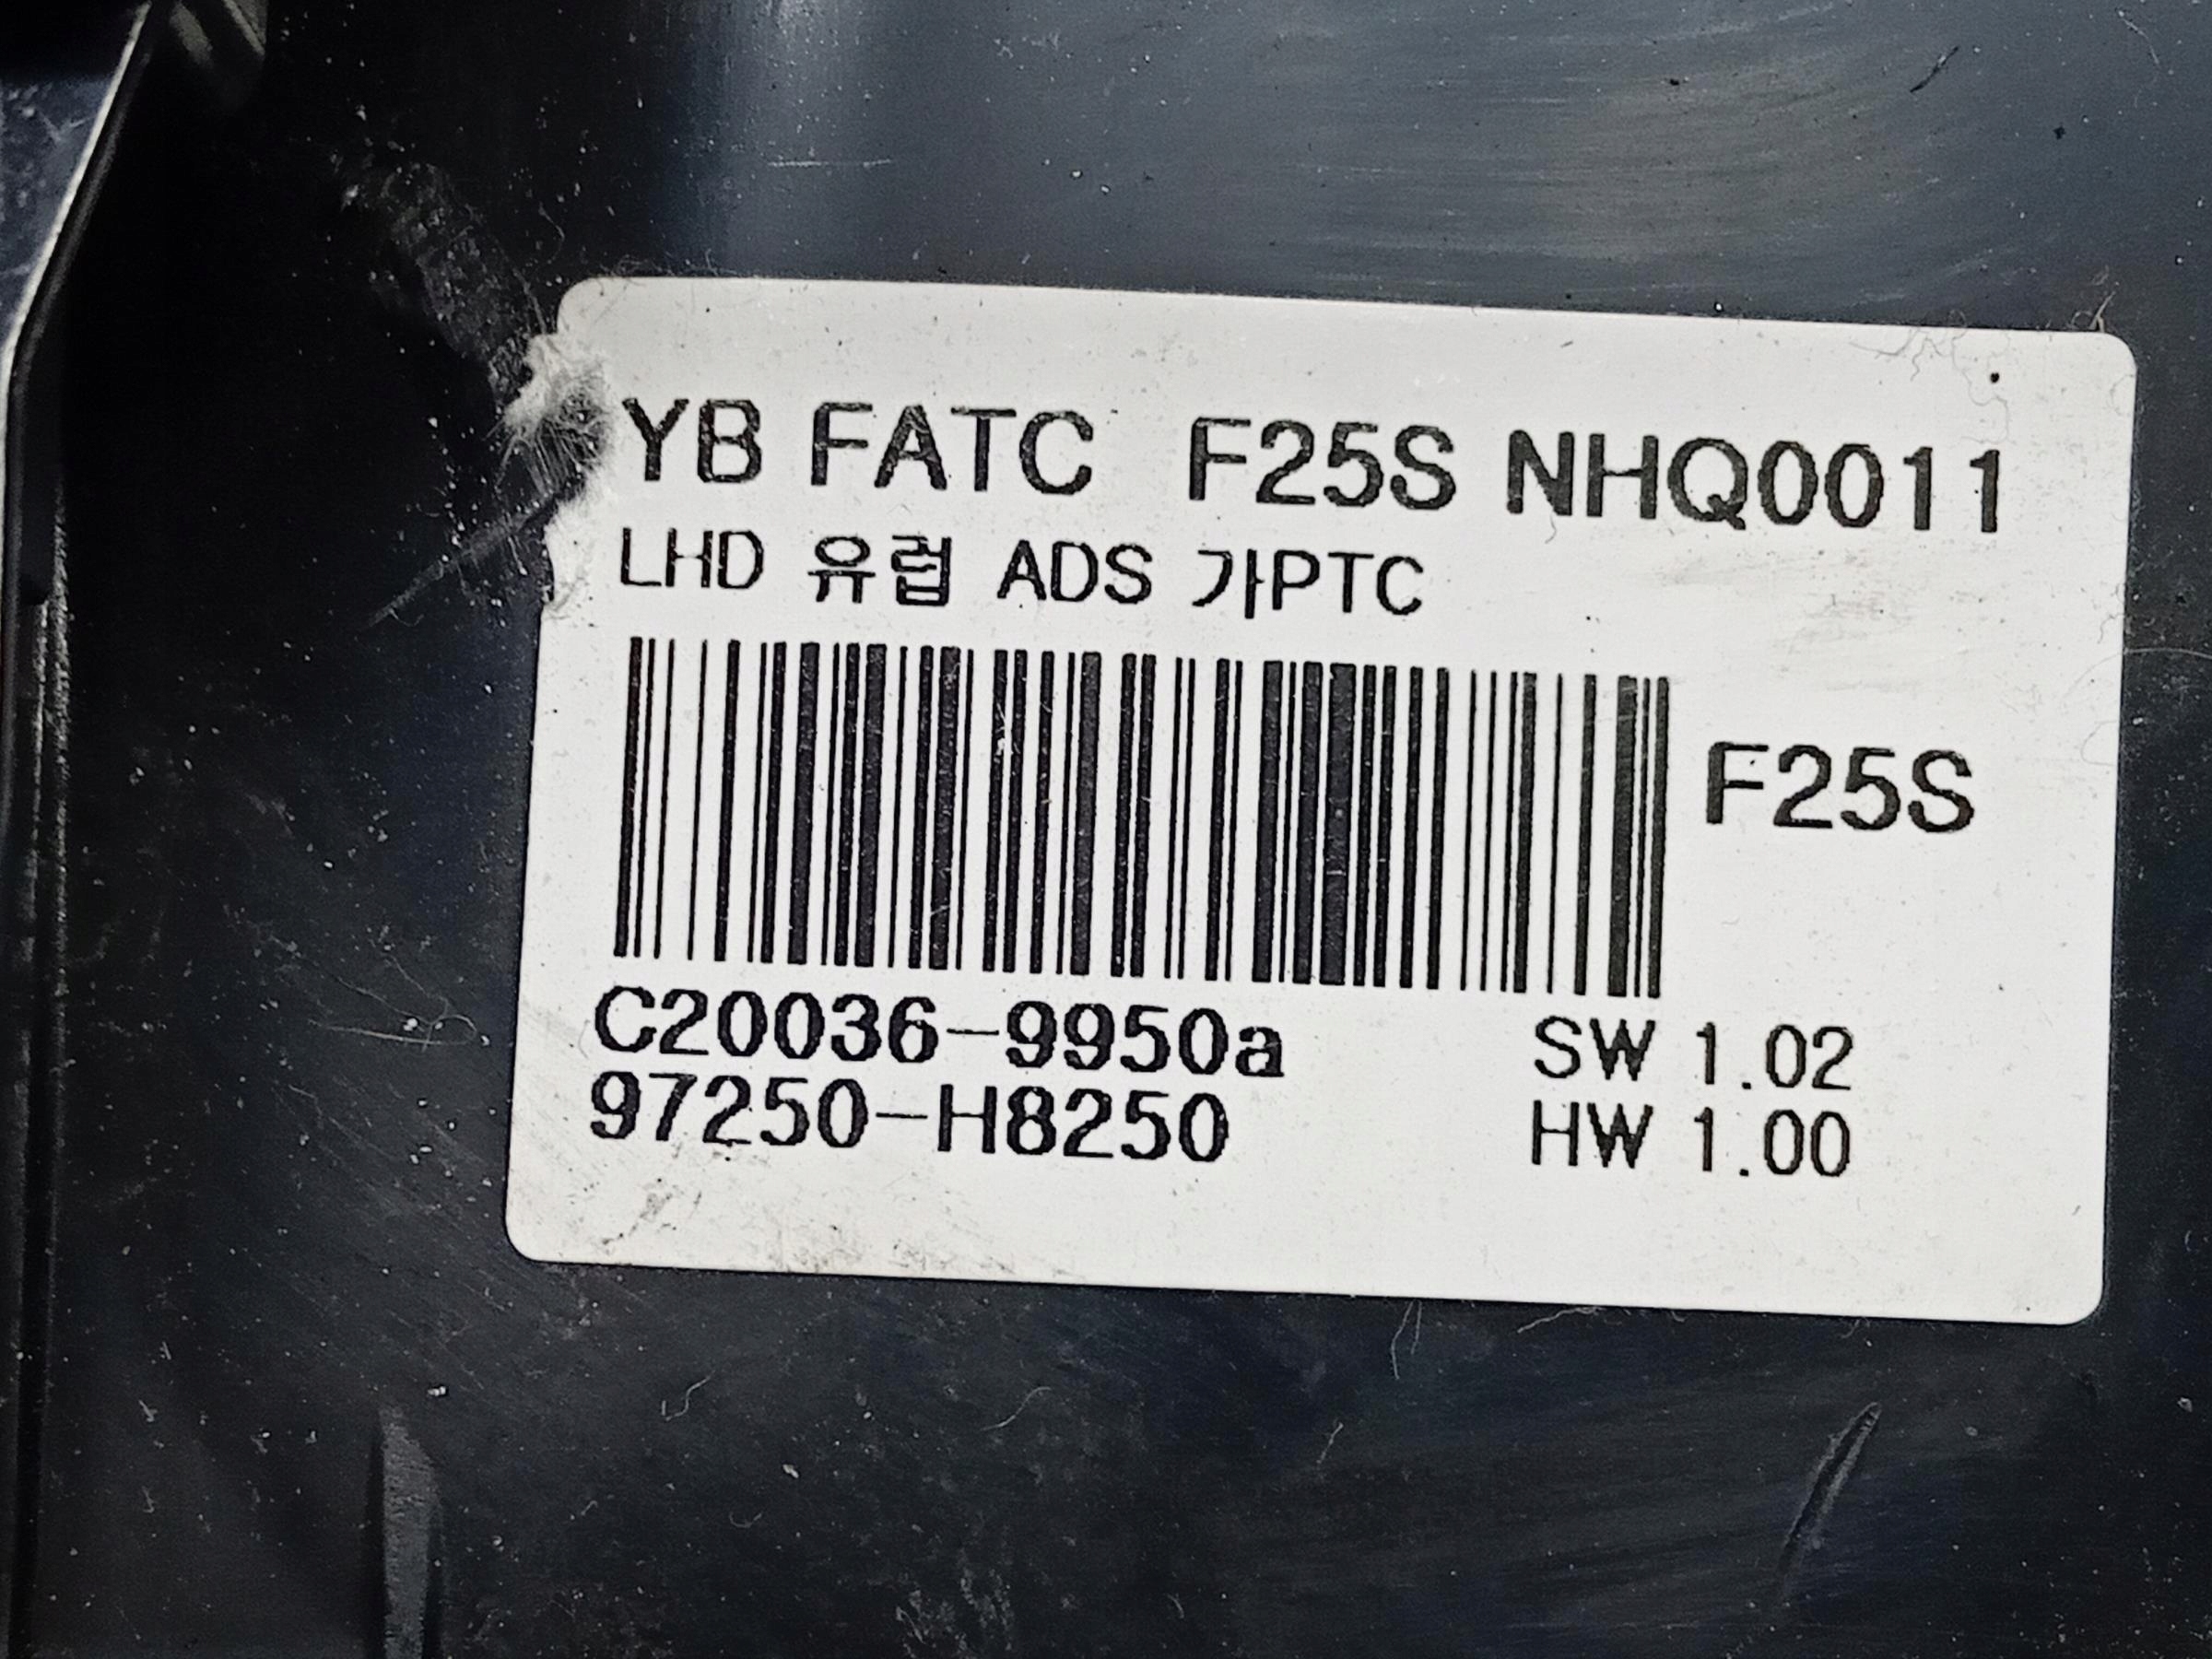 YB FATC F25S NHQ0011
LHD 유럽 ADS 가PTC
F25S
C20036-9950a SW 1.02
97250-H8250 HW 1.00